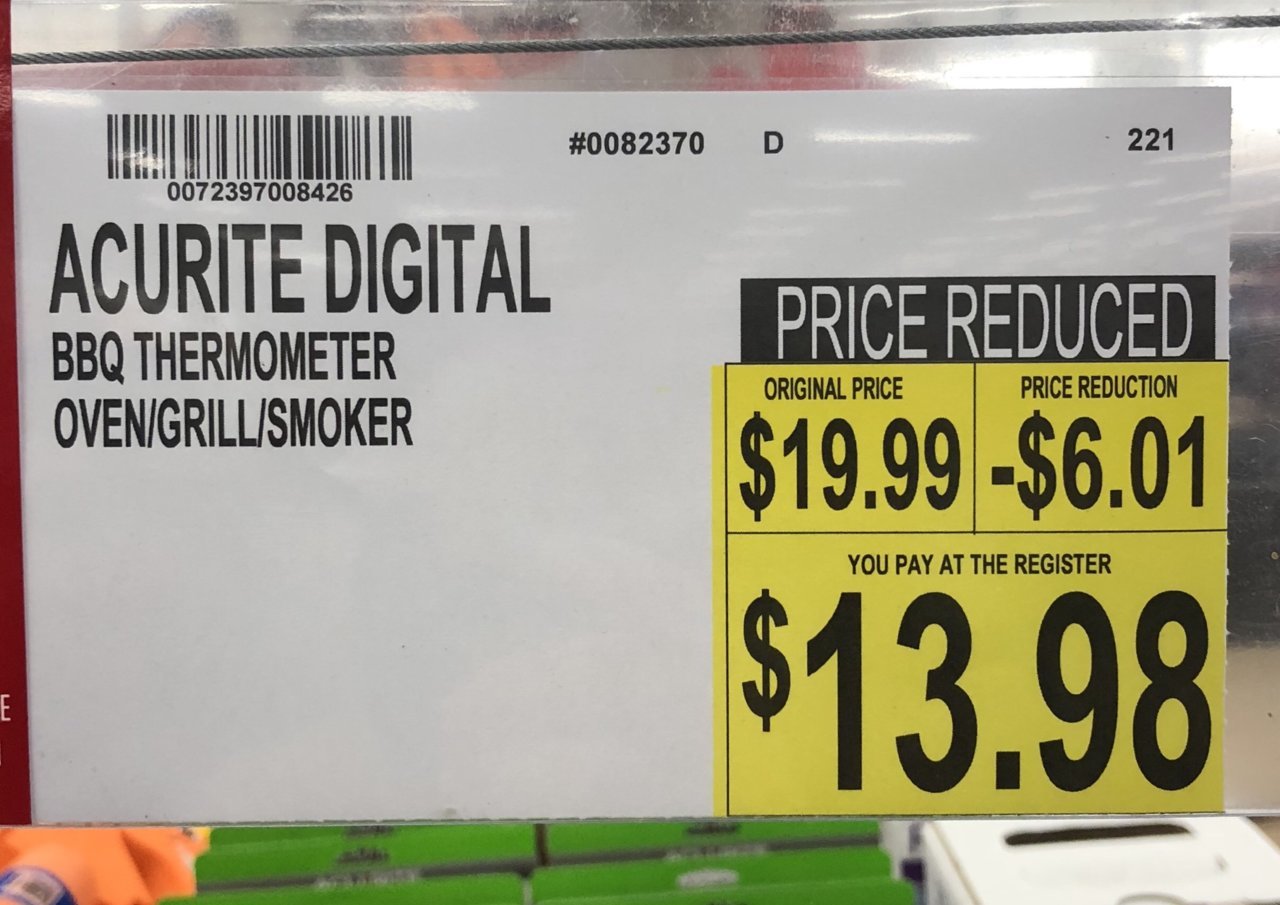 #0082370 D 221
0072397008426
ACURITE DIGITAL
BBQ THERMOMETER
OVEN/GRILL/SMOKER
PRICE REDUCED
ORIGINAL PRICE PRICE REDUCTION
$19.99 -$6.01
YOU PAY AT THE REGISTER
$13.98
E